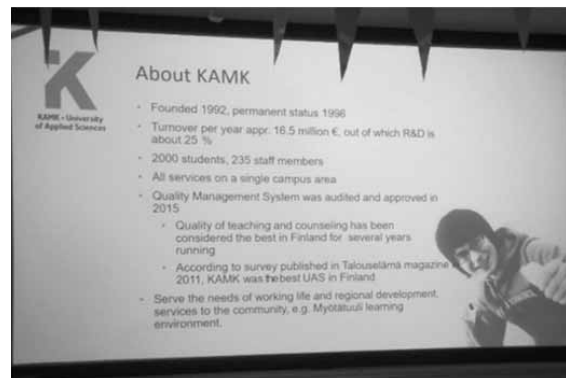 KAMK - University
of Applied Sciences
About KAMK
Founded 1992, permanent status 1996
Turnover per year appr. 16.5 million €, out of which R&D is
about 25 %
2000 students, 235 staff members
All services on a single campus area
Quality Management System was audited and approved in
2015
Quality of teaching and counseling has been
considered the best in Finland for several years
running
According to survey published in Talouselämä magazine
2011, KAMK was the best UAS in Finland
Serve the needs of working life and regional development,
services to the community, e.g. Myötätuuli learning
environment.